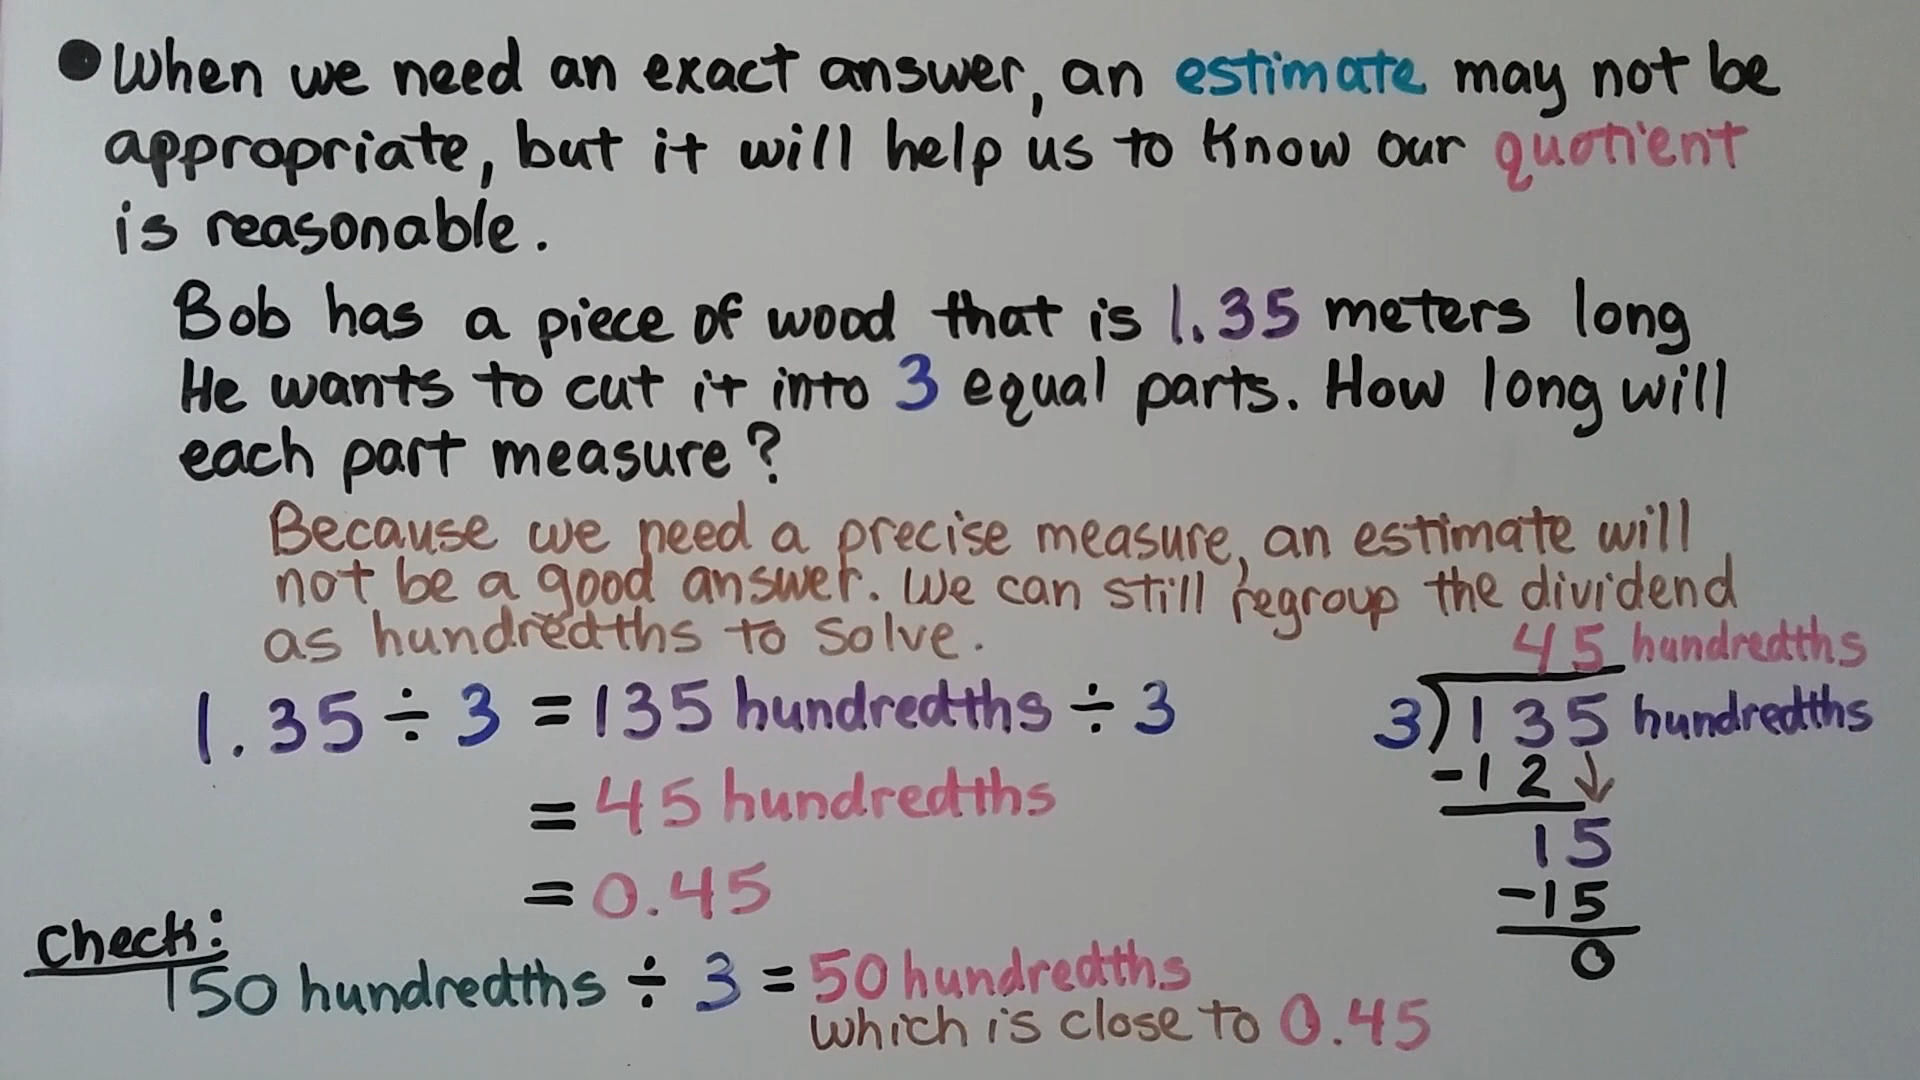 ● When we need an exact answer, an estimate may not be
appropriate, but it will help us to know our quotient
is reasonable.
Bob has a piece of wood that is 1.35 meters long
He wants to cut it into 3 equal parts. How long will
each part measure?
Because we need a precise measure, an estimate will
not be a good answer. We can still regroup the dividend
as hundredths to solve.
1.35 ÷ 3 = 135 hundredths ÷ 3
= 45 hundredths
= 0.45
45 hundredths
3)135 hundredths
-12↓
15
-15
0
Check:
150 hundredths ÷ 3 = 50 hundredths
which is close to 0.45